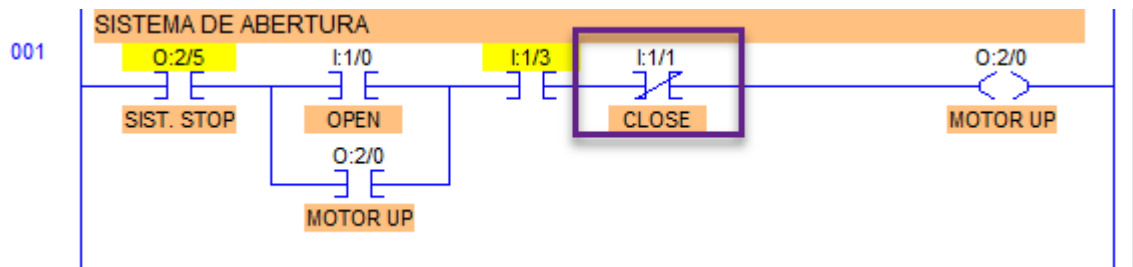 SISTEMA DE ABERTURA
001
O:2/5 I:1/0 I:1/3 I:1/1 O:2/0
SIST. STOP OPEN CLOSE MOTOR UP
O:2/0
MOTOR UP